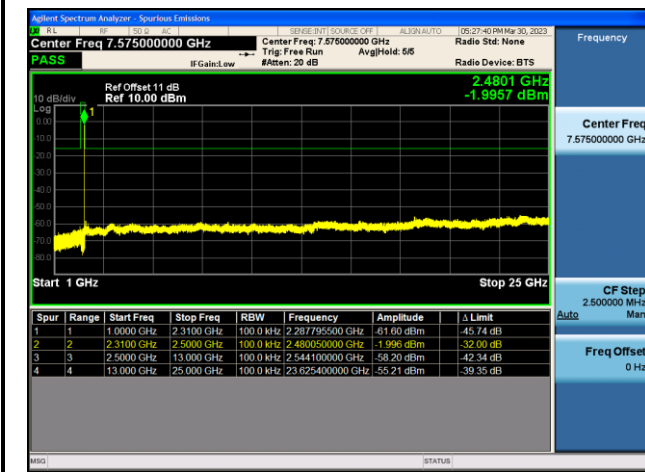 Agilent Spectrum Analyzer - Spurious Emissions
RL RF 50 Ω AC SENSE:INT SOURCE OFF ALIGN AUTO 05:27:40 PM Mar 30, 2023
Center Freq 7.575000000 GHz Center Freq: 7.575000000 GHz Radio Std: None
Trig: Free Run Avg|Hold: 5/5
PASS IFGain:Low #Atten: 20 dB Radio Device: BTS
Frequency
2.4801 GHz
-1.9957 dBm
Ref Offset 11 dB
10 dB/div Ref 10.00 dBm
Log
1
0.00
-10.0
-20.0
-30.0
-40.0
-50.0
-60.0
-70.0
-80.0
Start 1 GHz Stop 25 GHz
Center Freq
7.575000000 GHz
CF Step
2.500000 MHz
Auto Man
Freq Offset
0 Hz
Spur Range Start Freq Stop Freq RBW Frequency Amplitude Δ Limit
1 1 1.0000 GHz 2.3100 GHz 100.0 kHz 2.287795500 GHz -61.60 dBm -45.74 dB
2 2 2.3100 GHz 2.5000 GHz 100.0 kHz 2.480050000 GHz -1.996 dBm -32.00 dB
3 3 2.5000 GHz 13.000 GHz 100.0 kHz 2.544100000 GHz -58.20 dBm -42.34 dB
4 4 13.000 GHz 25.000 GHz 100.0 kHz 23.625400000 GHz -55.21 dBm -39.35 dB
MSG STATUS